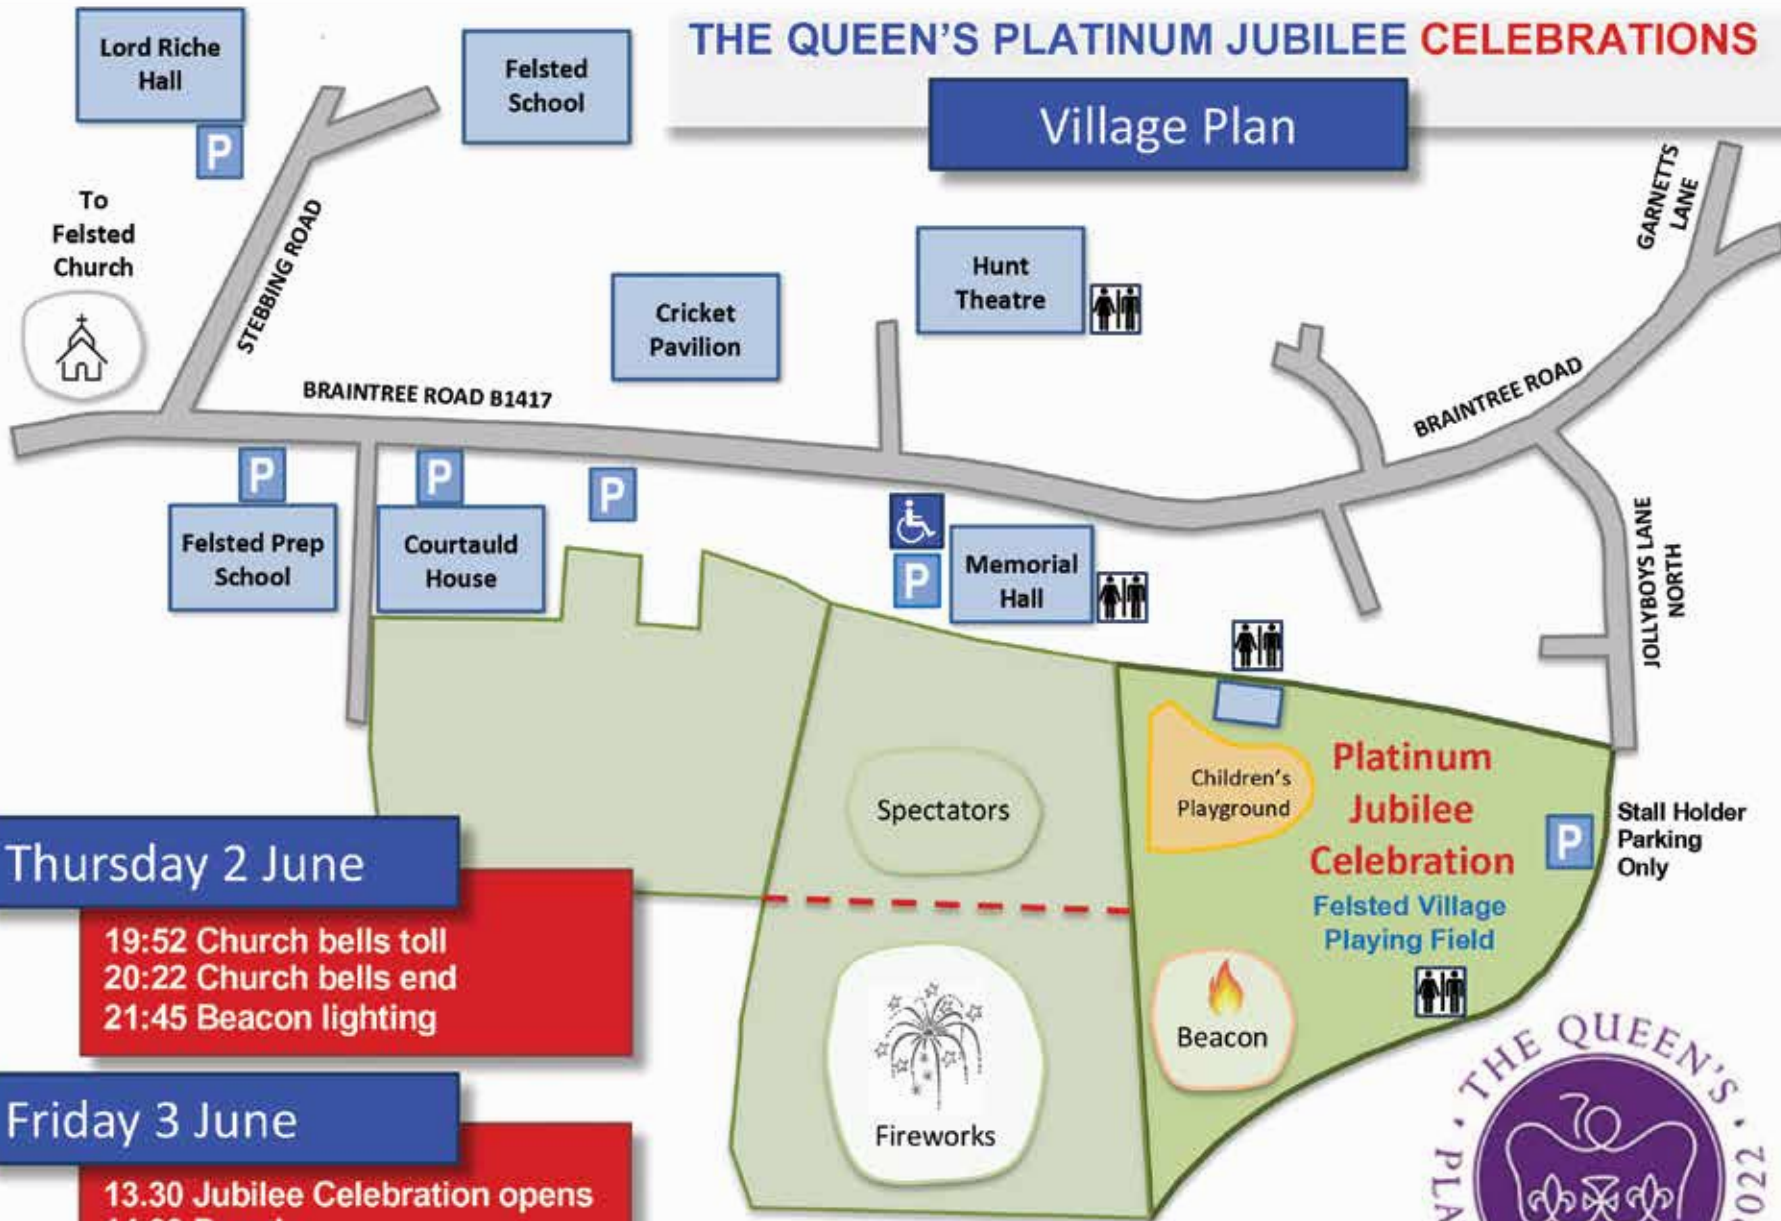 THE QUEEN'S PLATINUM JUBILEE CELEBRATIONS
Village Plan
Lord Riche
Hall
P
Felsted
School
To
Felsted
Church
STEBBING ROAD
Cricket
Pavilion
Hunt
Theatre
GARNETTS
LANE
BRAINTREE ROAD B1417
BRAINTREE ROAD
P
P
P
Felsted Prep
School
Courtauld
House
P
Memorial
Hall
JOLLYBOYS LANE
NORTH
Spectators
Children's
Playground
Platinum
Jubilee
Celebration
Felsted Village
Playing Field
P
Stall Holder
Parking
Only
Beacon
Fireworks
Thursday 2 June
19:52 Church bells toll
20:22 Church bells end
21:45 Beacon lighting
Friday 3 June
13.30 Jubilee Celebration opens
THE QUEEN'S
70
2022